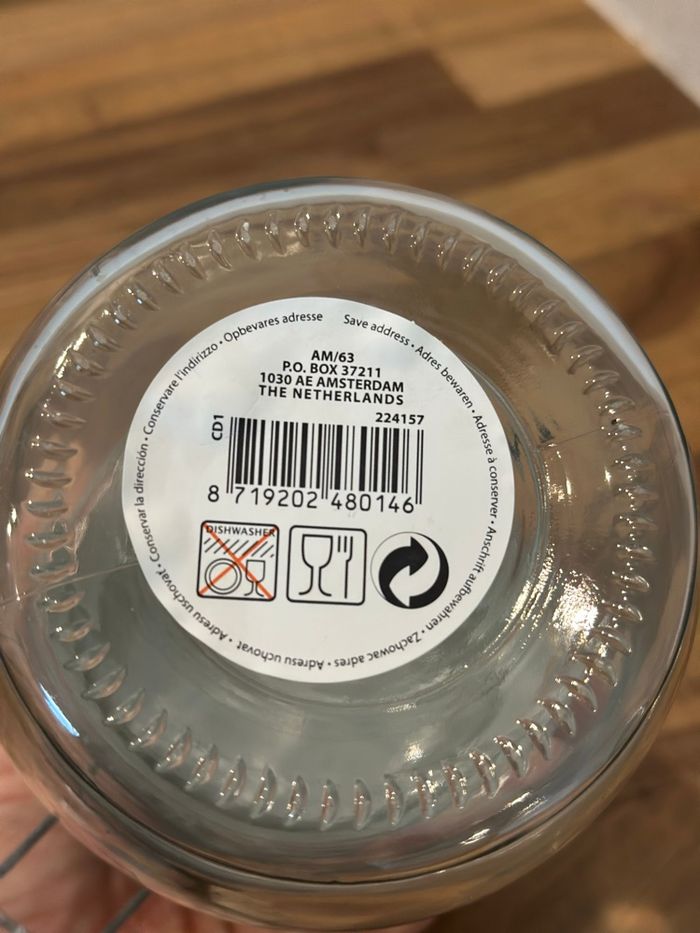 Save address • Adres bewaren • Adresse à conserver • Anschrift aufbewahren • Zachowac adres • Adresu uchovat • Adresu uschovat • Conservar la dirección • Conservare l'indirizzo • Opbevares adresse
AM/63
P.O. BOX 37211
1030 AE AMSTERDAM
THE NETHERLANDS
224157
CD1
8 719202 480146
DISHWASHER